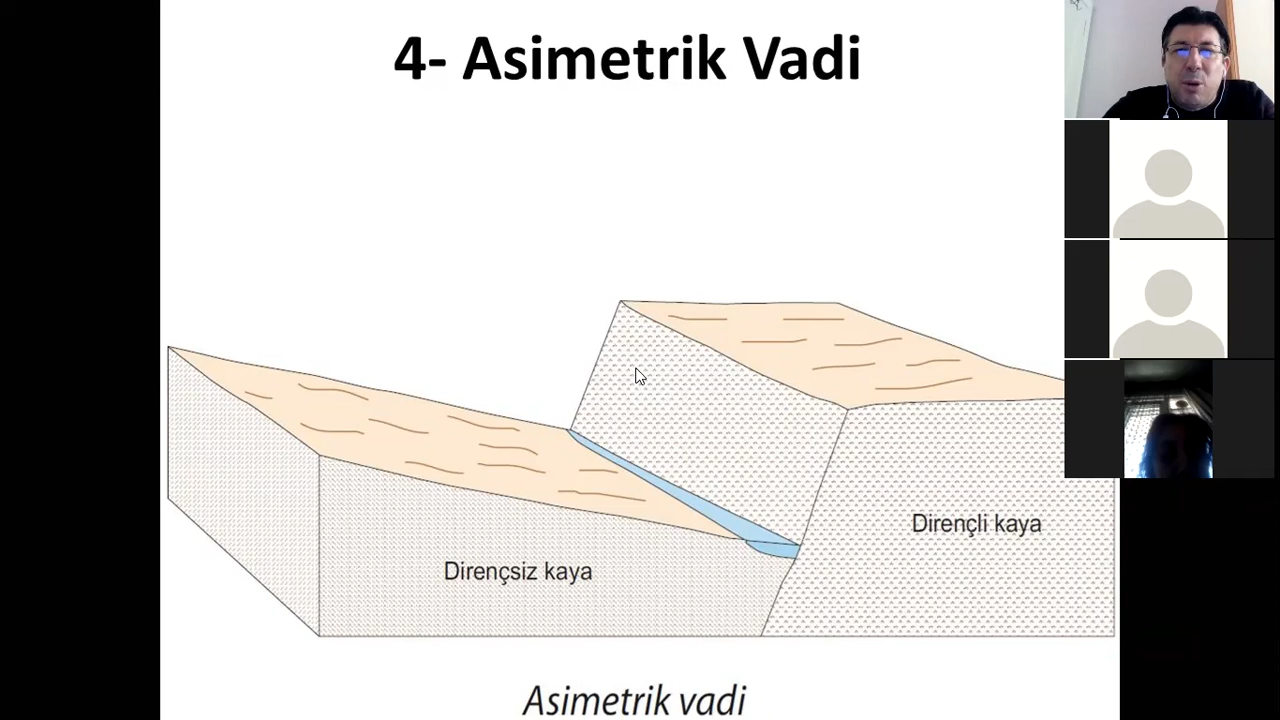 4- Asimetrik Vadi
Dirençli kaya
Dirençsiz kaya
Asimetrik vadi